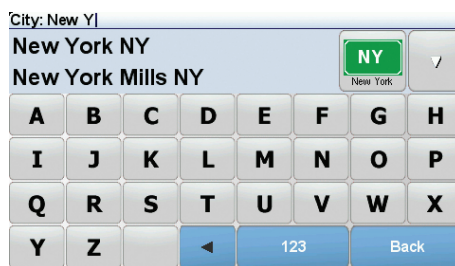 City: New Y
New York NY
New York Mills NY
NY
New York
A B C D E F G H
I J K L M N O P
Q R S T U V W X
Y Z 123 Back